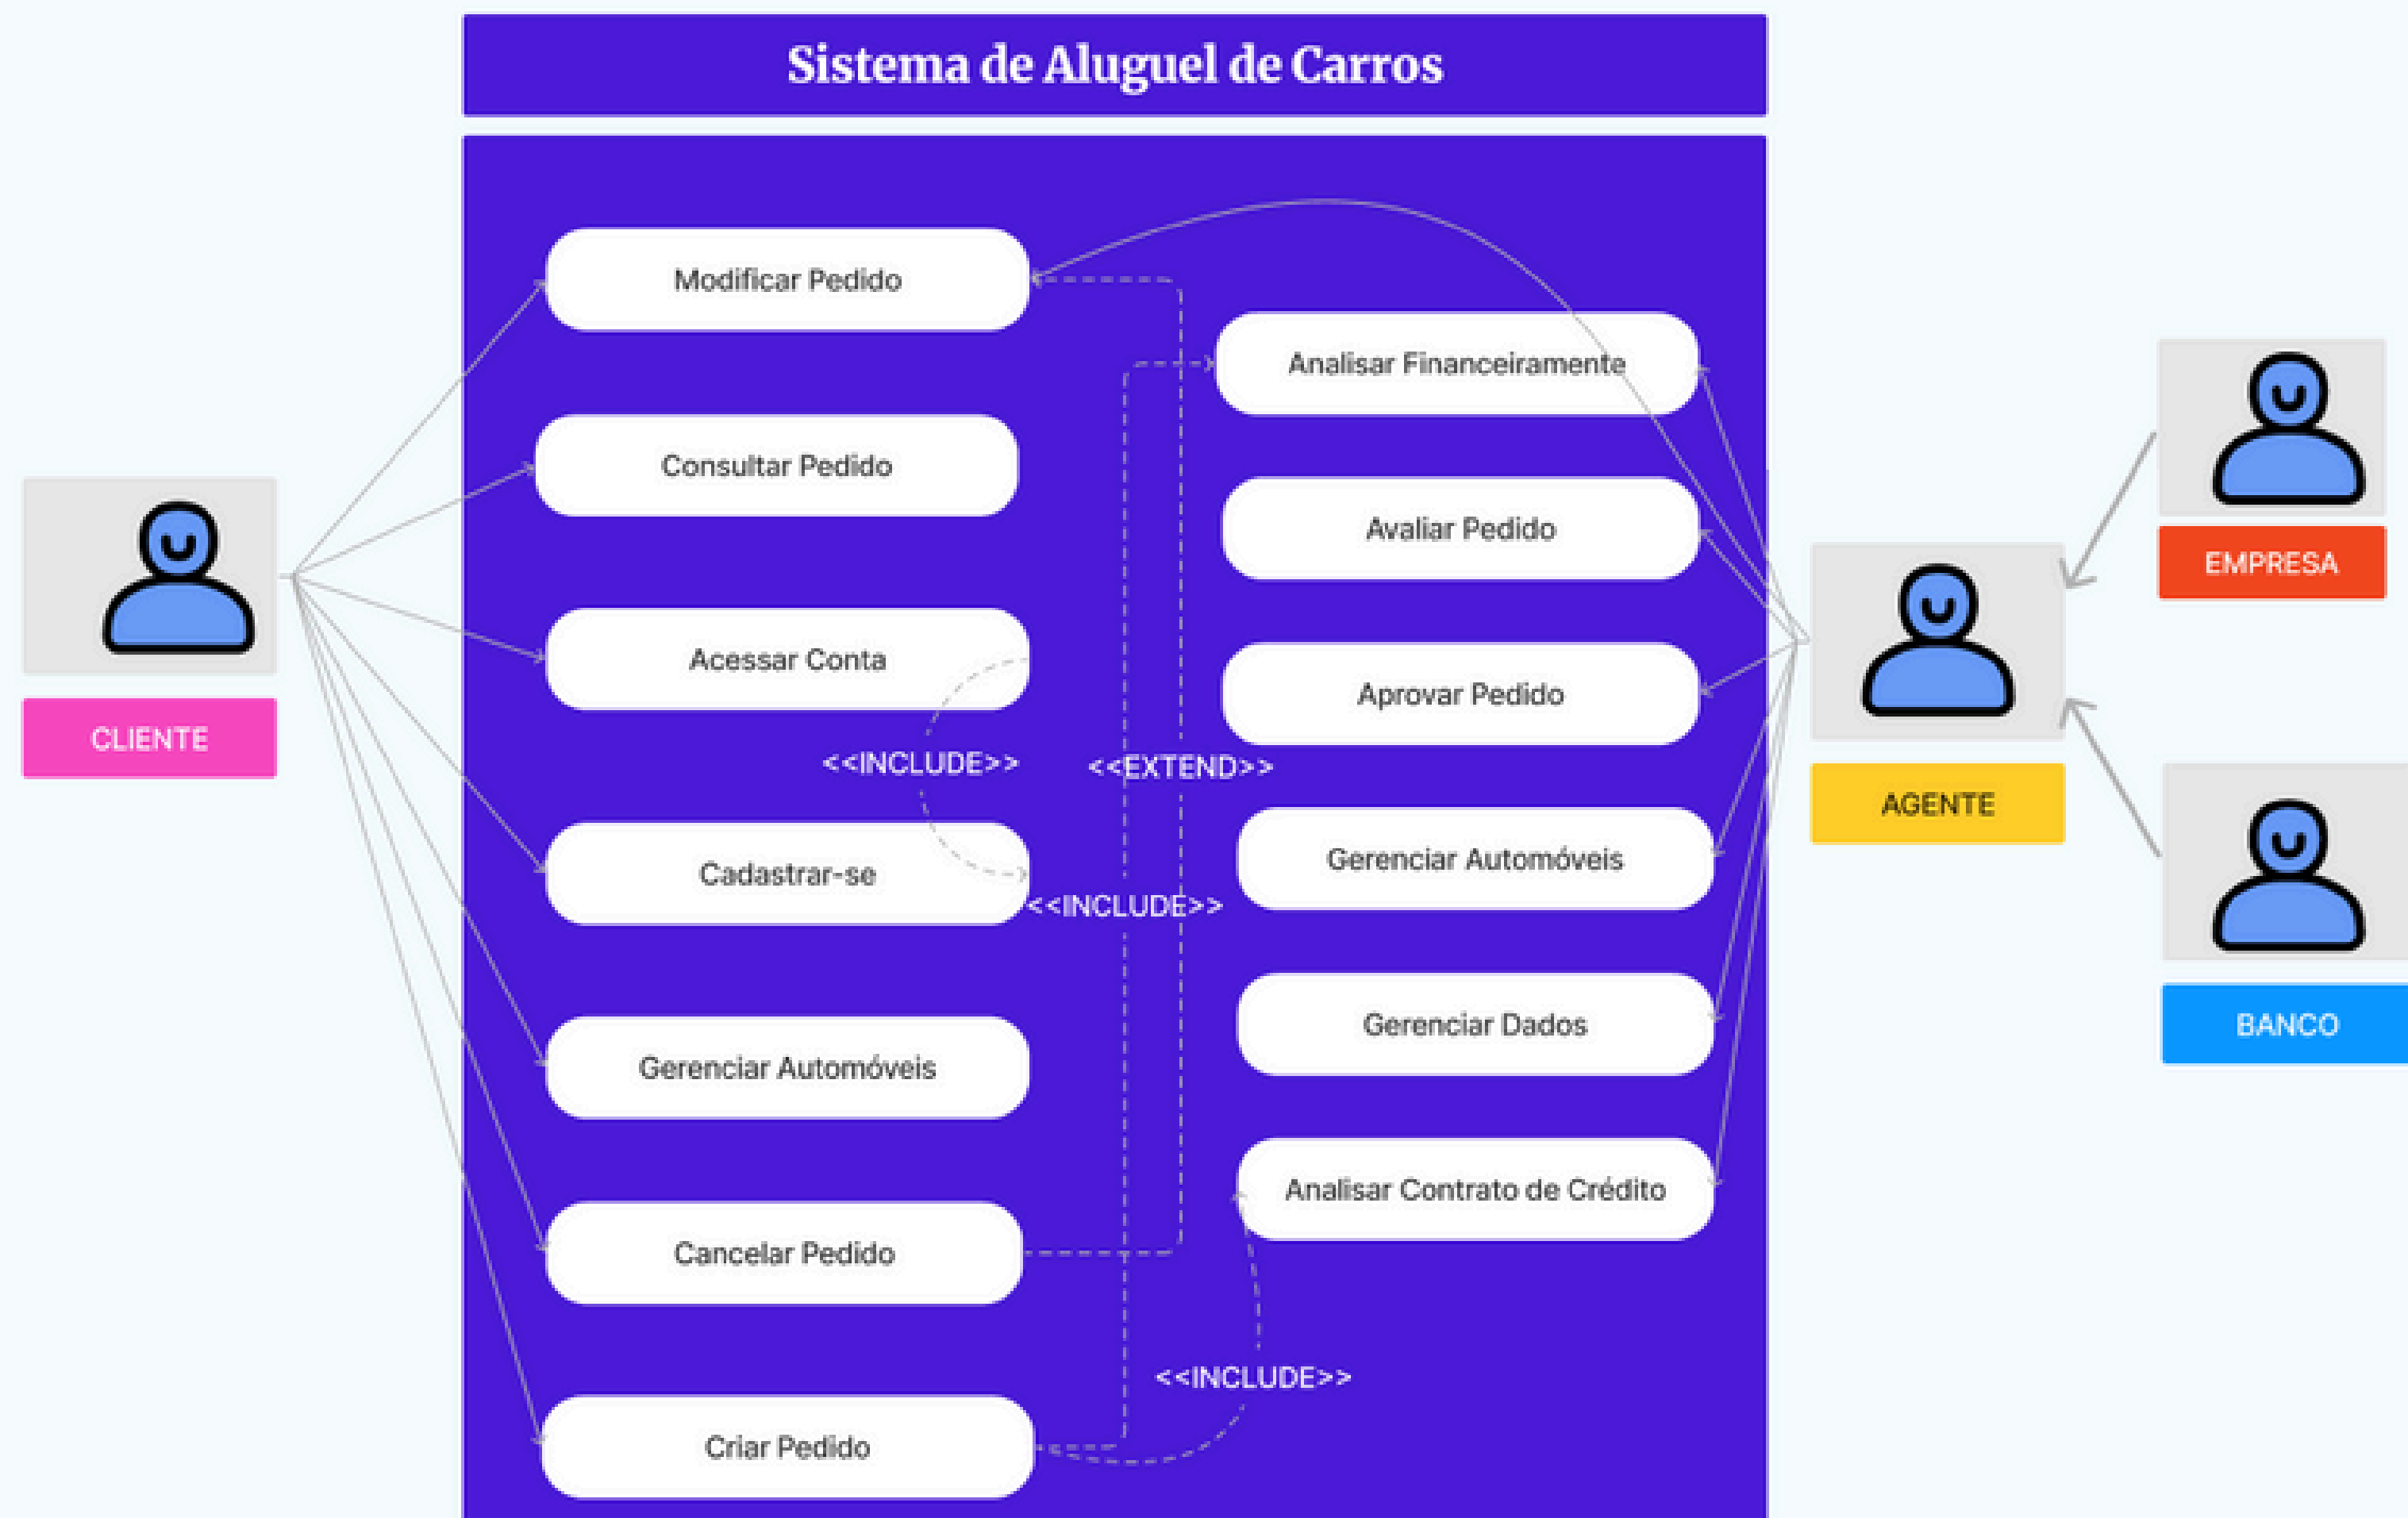 Sistema de Aluguel de Carros
Modificar Pedido
Analisar Financeiramente
Consultar Pedido
Avaliar Pedido
EMPRESA
Acessar Conta
Aprovar Pedido
CLIENTE
<<INCLUDE>>
<<EXTEND>>
AGENTE
Cadastrar-se
Gerenciar Automóveis
<<INCLUDE>>
Gerenciar Dados
BANCO
Gerenciar Automóveis
Analisar Contrato de Crédito
Cancelar Pedido
<<INCLUDE>>
Criar Pedido